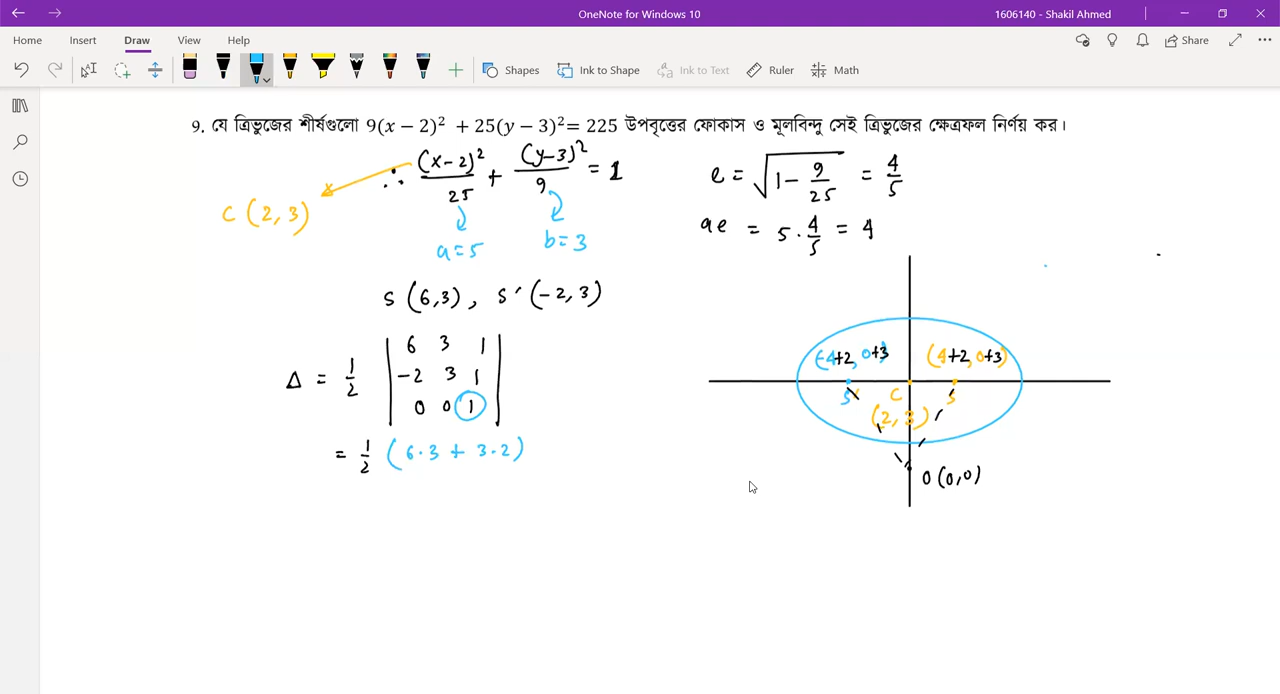 OneNote for Windows 10
1606140 - Shakil Ahmed
Home Insert Draw View Help
Share
Shapes Ink to Shape Ink to Text Ruler Math
9. যে ত্রিভুজের শীর্ষগুলো 9(x − 2)² + 25(y − 3)²= 225 উপবৃত্তের ফোকাস ও মূলবিন্দু সেই ত্রিভুজের ক্ষেত্রফল নির্ণয় কর।
∴ (x-2)²/25 + (y-3)²/9 = 1
C (2, 3)
a=5
b=3
e = √(1 - 9/25) = 4/5
ae = 5 · 4/5 = 4
S (6,3), S′ (-2, 3)
Δ = 1/2 | 6 3 1 |
| -2 3 1 |
| 0 0 1 |
= 1/2 (6·3 + 3·2)
(-4+2, 0+3) (4+2, 0+3)
S′ C S
(2, 3)
O (0,0)